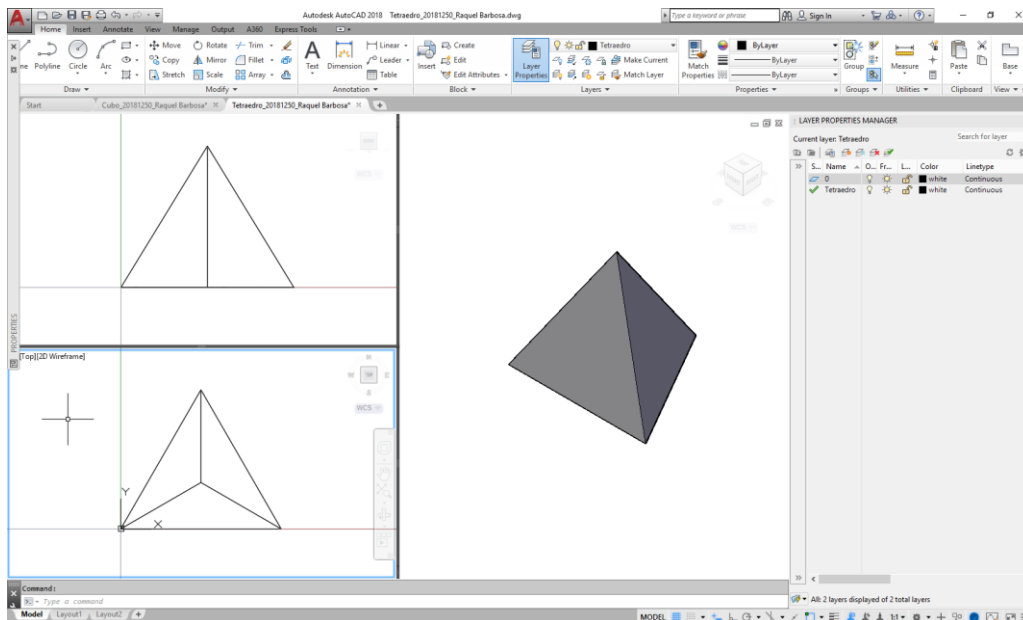 Autodesk AutoCAD 2018 Tetraedro_20181250_Raquel Barbosa.dwg
Type a keyword or phrase
Sign In
Home Insert Annotate View Manage Output A360 Express Tools
Polyline Circle Arc
Move Rotate Trim
Copy Mirror Fillet
Stretch Scale Array
Text Dimension
Linear
Leader
Table
Insert
Create
Edit
Edit Attributes
Layer Properties
Tetraedro
Make Current
Match Layer
Match Properties
ByLayer
ByLayer
ByLayer
Group
Measure
Paste
Base
Draw Modify Annotation Block Layers Properties Groups Utilities Clipboard View
Start Cubo_20181250_Raquel Barbosa* Tetraedro_20181250_Raquel Barbosa*
WCS
PROPERTIES
[Top][2D Wireframe]
WCS
Y
X
WCS
LAYER PROPERTIES MANAGER
Current layer: Tetraedro
Search for layer
S... Name O... Fr... L... Color Linetype
0 white Continuous
Tetraedro white Continuous
All: 2 layers displayed of 2 total layers
Command:
Type a command
Model Layout1 Layout2 +
MODEL 1:1